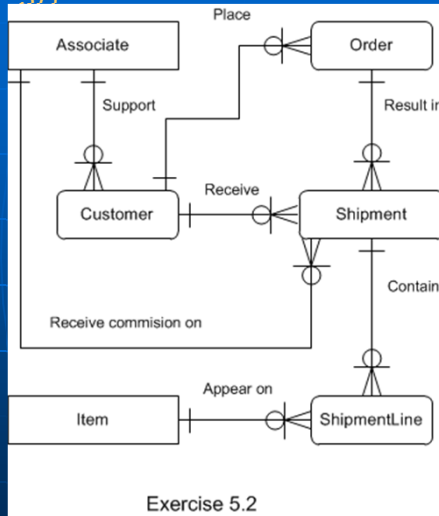 Place
Associate
Order
Support
Result in
Customer
Receive
Shipment
Contain
Receive commision on
Appear on
Item
ShipmentLine
Exercise 5.2